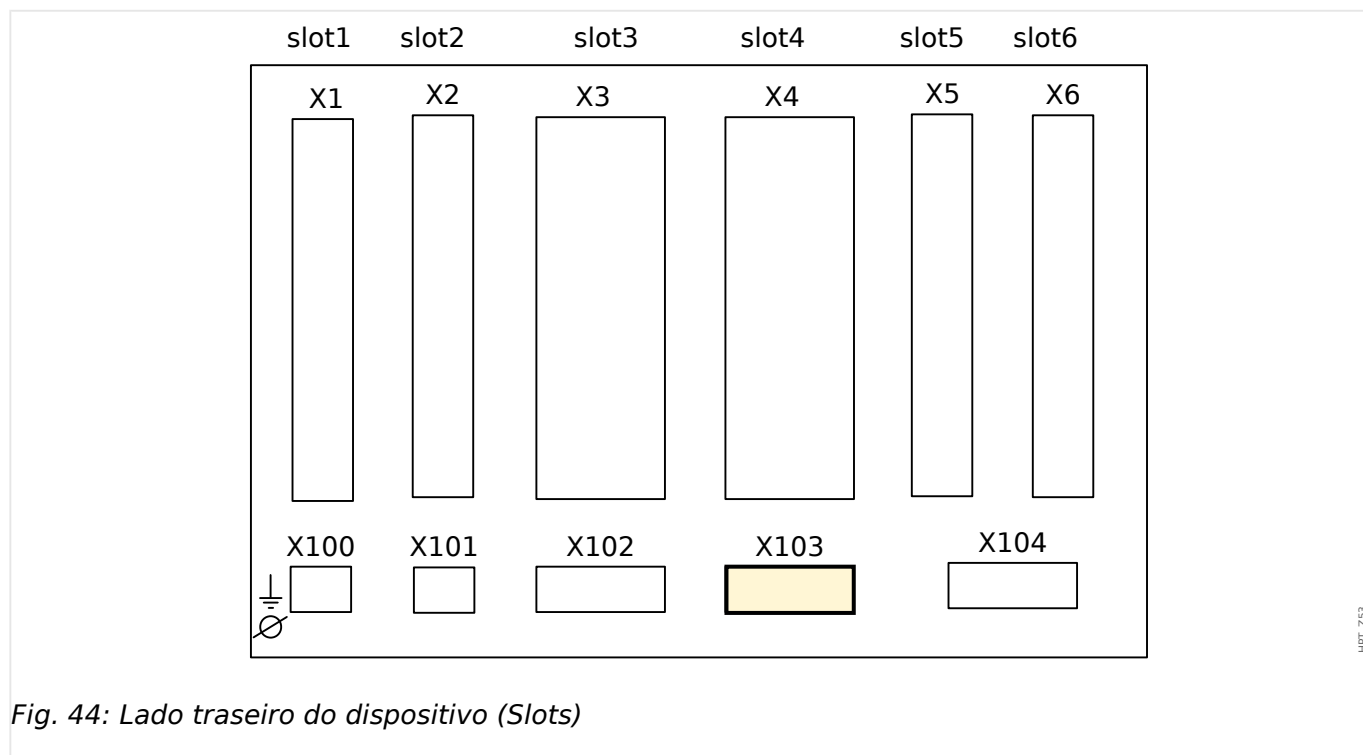 slot1 slot2 slot3 slot4 slot5 slot6
X1 X2 X3 X4 X5 X6
X100 X101 X102 X103 X104
HPT_Z53
Fig. 44: Lado traseiro do dispositivo (Slots)